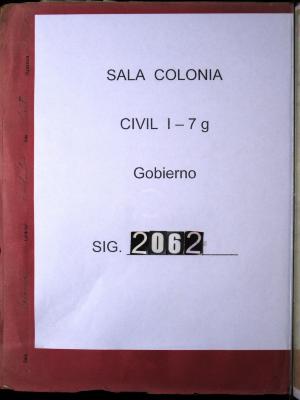 SALA COLONIA
CIVIL I – 7 g
Gobierno
SIG. 2062